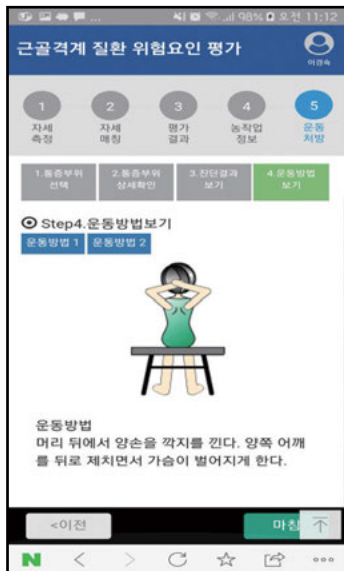 98% 오전 11:12
근골격계 질환 위험요인 평가
이경숙
1 2 3 4 5
자세 측정
자세 매칭
평가 결과
농작업 정보
운동 처방
1.통증부위 선택
2.통증부위 상세확인
3.진단결과 보기
4.운동방법 보기
Step4.운동방법보기
운동방법 1 운동방법 2
운동방법
머리 뒤에서 양손을 깍지를 낀다. 양쪽 어깨
를 뒤로 제치면서 가슴이 벌어지게 한다.
<이전
마침
N